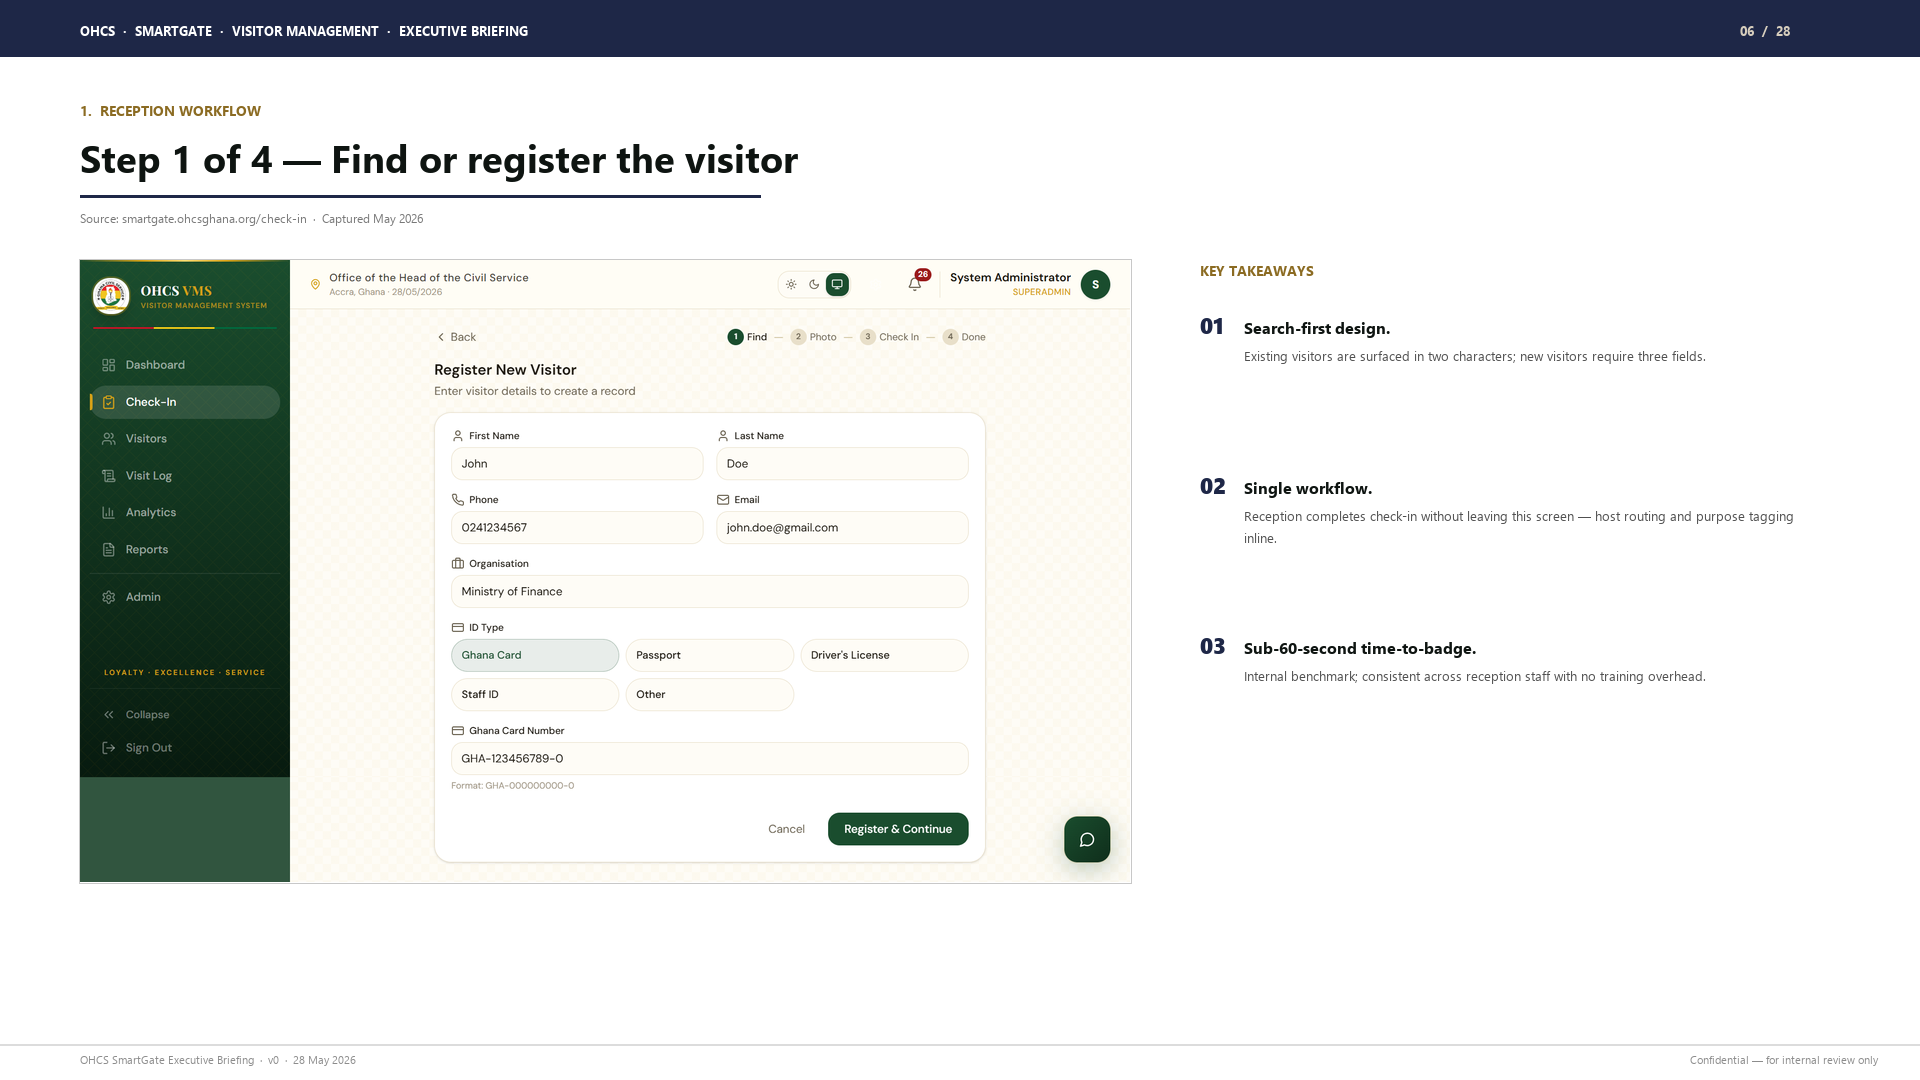 OHCS · SMARTGATE · VISITOR MANAGEMENT · EXECUTIVE BRIEFING
06 / 28
1. RECEPTION WORKFLOW
Step 1 of 4 — Find or register the visitor
Source: smartgate.ohcsghana.org/check-in · Captured May 2026
OHCS VMS
VISITOR MANAGEMENT SYSTEM
Dashboard
Check-In
Visitors
Visit Log
Analytics
Reports
Admin
LOYALTY · EXCELLENCE · SERVICE
Collapse
Sign Out
Office of the Head of the Civil Service
Accra, Ghana · 28/05/2026
26
System Administrator
SUPERADMIN
S
Back
1 Find — 2 Photo — 3 Check In — 4 Done
Register New Visitor
Enter visitor details to create a record
First Name
John
Last Name
Doe
Phone
0241234567
Email
john.doe@gmail.com
Organisation
Ministry of Finance
ID Type
Ghana Card
Passport
Driver's License
Staff ID
Other
Ghana Card Number
GHA-123456789-0
Format: GHA-000000000-0
Cancel
Register & Continue
KEY TAKEAWAYS
01 Search-first design.
Existing visitors are surfaced in two characters; new visitors require three fields.
02 Single workflow.
Reception completes check-in without leaving this screen — host routing and purpose tagging
inline.
03 Sub-60-second time-to-badge.
Internal benchmark; consistent across reception staff with no training overhead.
OHCS SmartGate Executive Briefing · v0 · 28 May 2026
Confidential — for internal review only